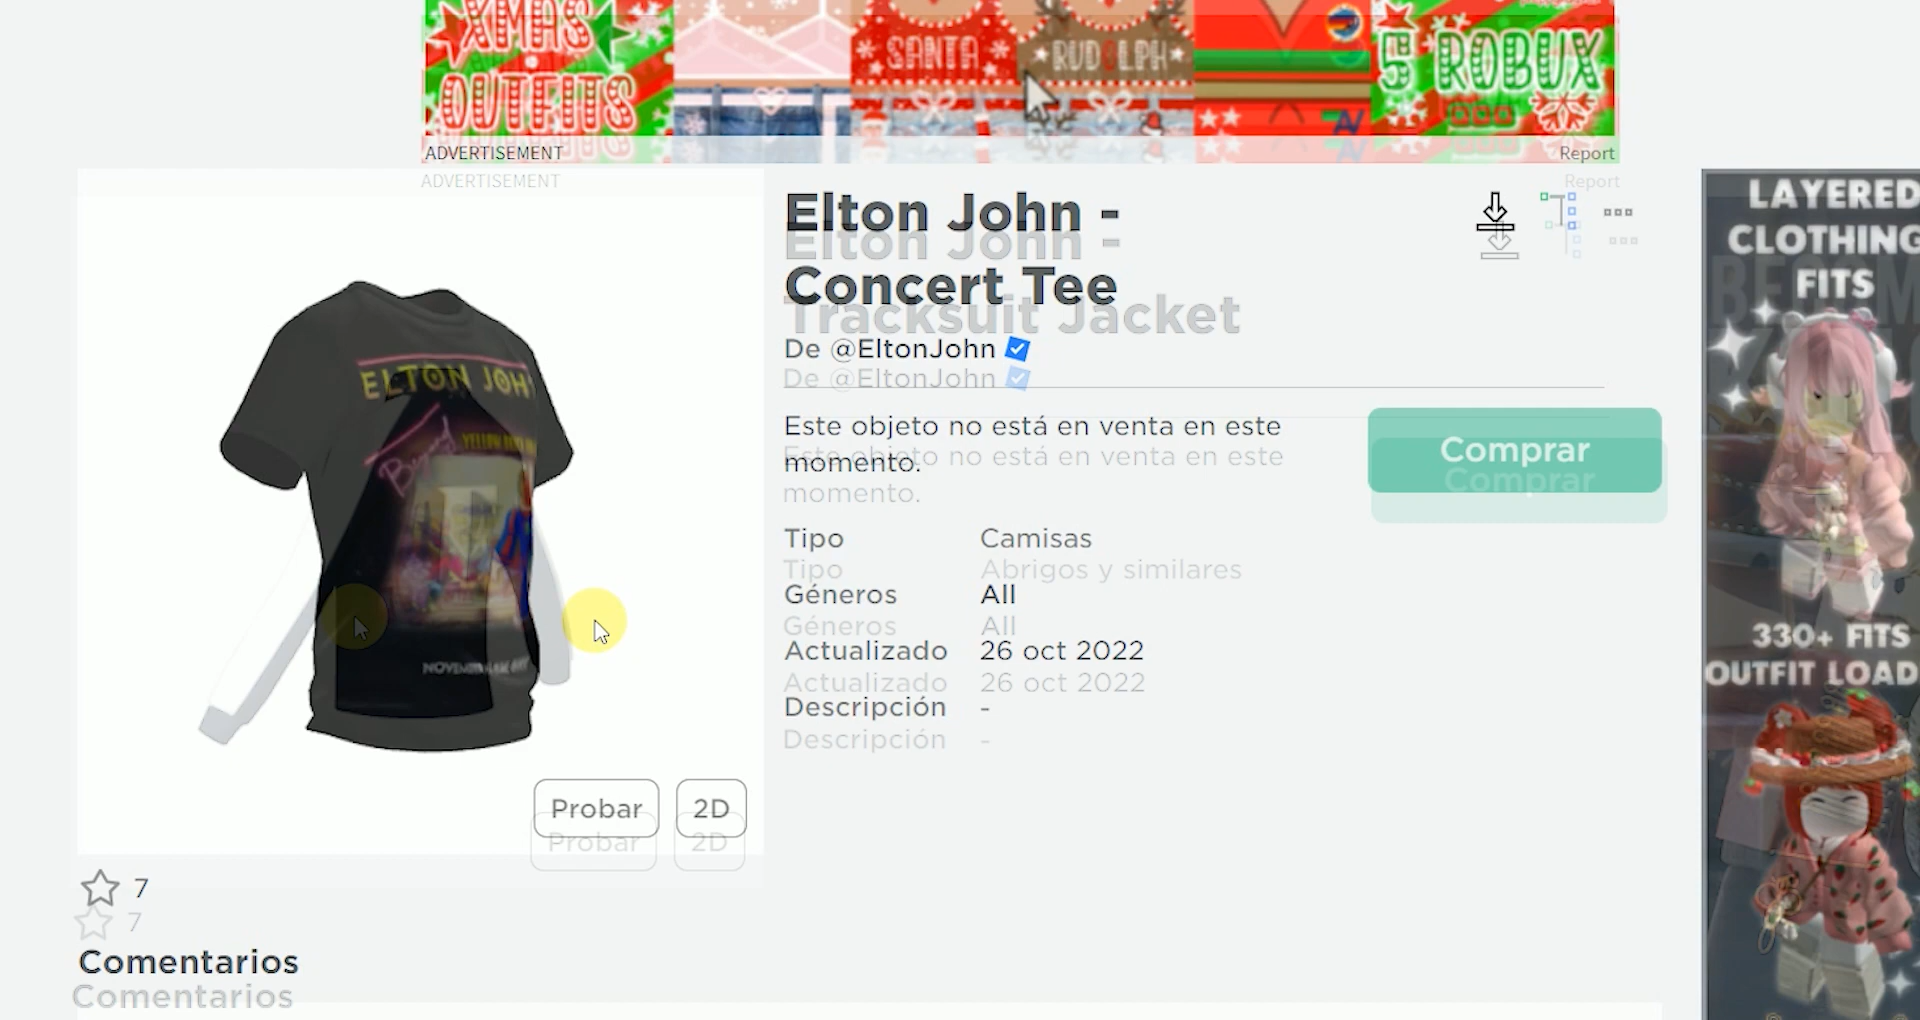 XMAS
OUTFITS
SANTA
RUDOLPH
5 ROBUX
ADVERTISEMENT
Report
ADVERTISEMENT
Report
Elton John -
Elton John -
Concert Tee
Tracksuit Jacket
De @EltonJohn
De @EltonJohn
Este objeto no está en venta en este
momento.
Este objeto no está en venta en este
momento.
Comprar
Comprar
Tipo Camisas
Tipo Abrigos y similares
Géneros All
Géneros All
Actualizado 26 oct 2022
Actualizado 26 oct 2022
Descripción -
Descripción -
ELTON JOH
Beyond
Probar
2D
Probar
2D
7
7
Comentarios
Comentarios
LAYERED
CLOTHING
FITS
330+ FITS
OUTFIT LOAD